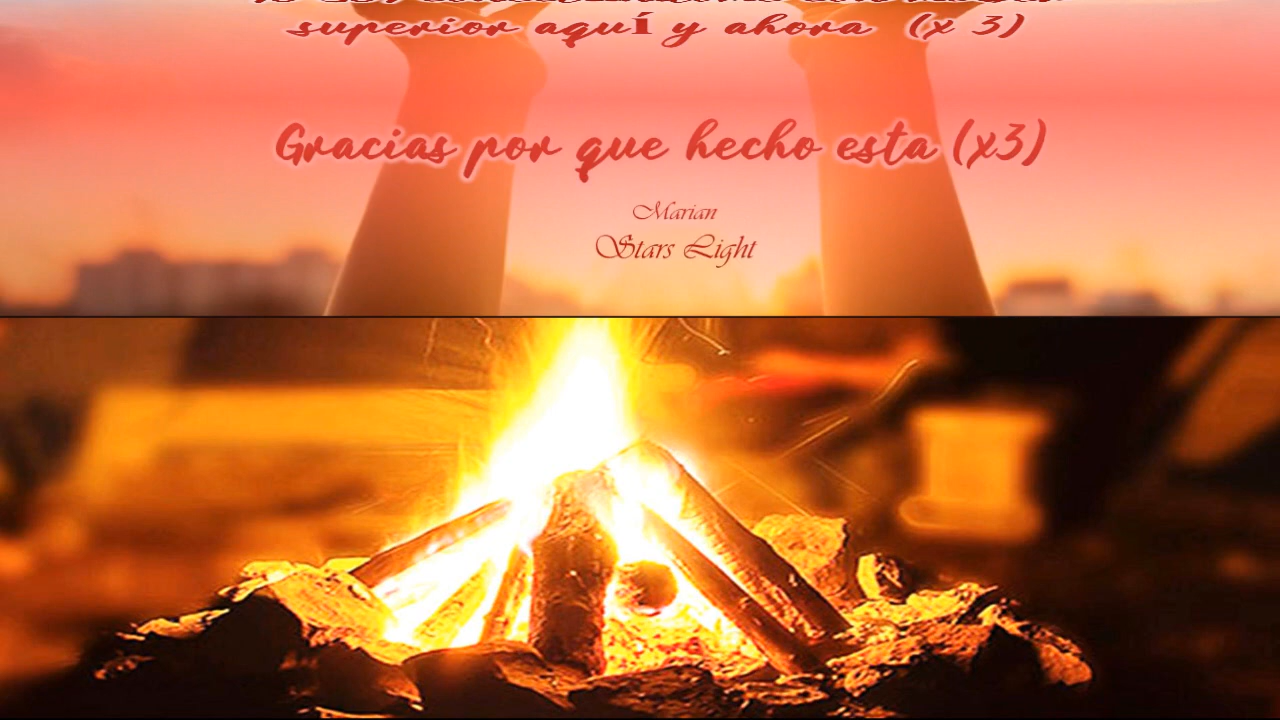 superior aquí y ahora (x 3)
Gracias por que hecho esta (x3)
Marian
Stars Light